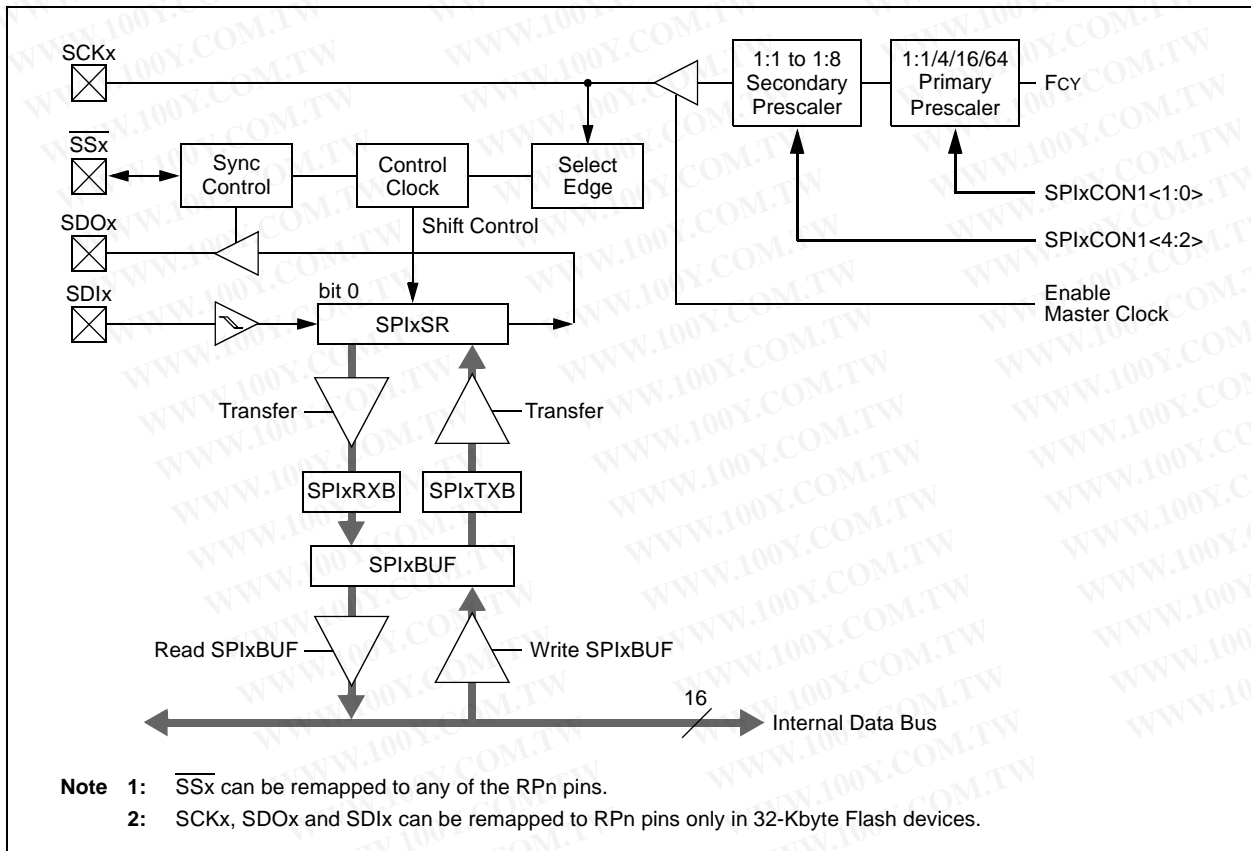 SCKx
1:1 to 1:8
Secondary
Prescaler
1:1/4/16/64
Primary
Prescaler
FCY
SSx
Sync
Control
Control
Clock
Select
Edge
SPIxCON1<1:0>
SDOx
Shift Control
SPIxCON1<4:2>
SDIx
bit 0
SPIxSR
Enable
Master Clock
Transfer
Transfer
SPIxRXB
SPIxTXB
SPIxBUF
Read SPIxBUF
Write SPIxBUF
16
Internal Data Bus
Note 1: SSx can be remapped to any of the RPn pins.
2: SCKx, SDOx and SDIx can be remapped to RPn pins only in 32-Kbyte Flash devices.
WWW.100Y.COM.TW